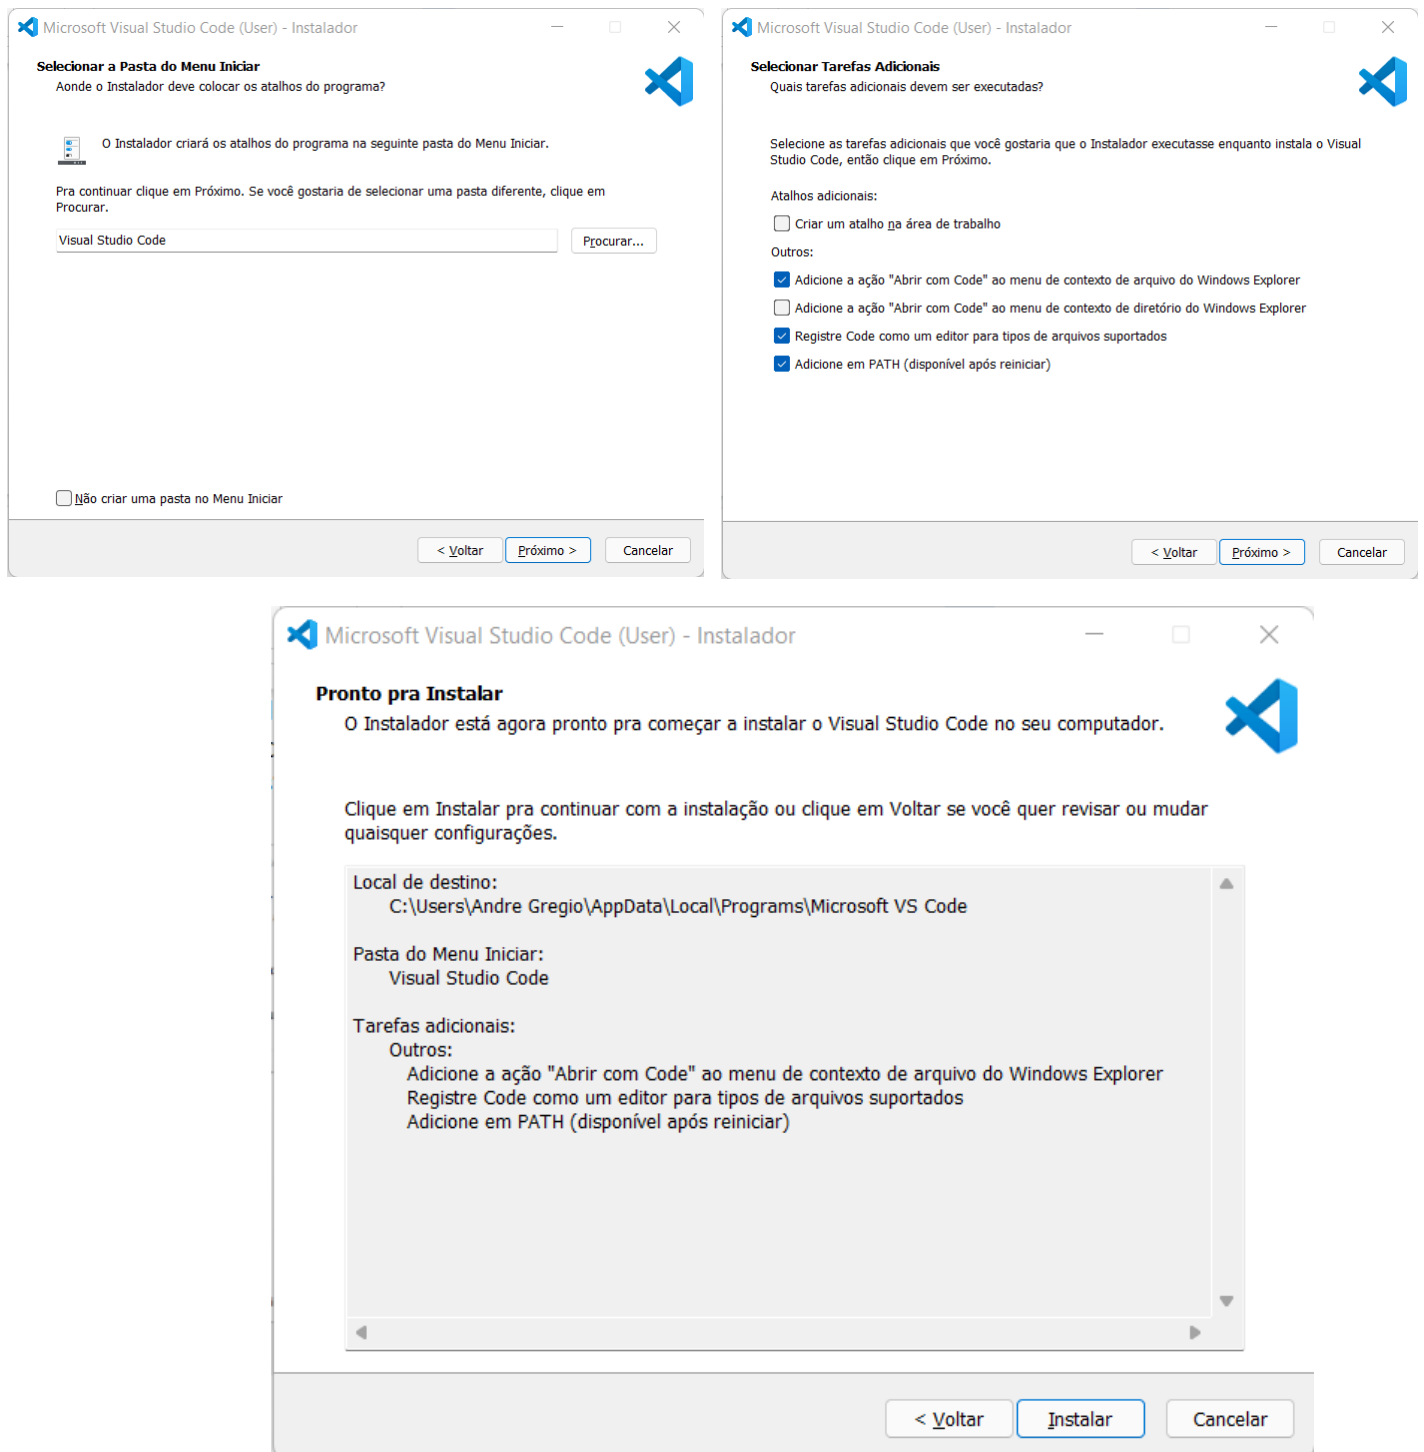 Microsoft Visual Studio Code (User) - Instalador
Selecionar a Pasta do Menu Iniciar
Aonde o Instalador deve colocar os atalhos do programa?
O Instalador criará os atalhos do programa na seguinte pasta do Menu Iniciar.
Pra continuar clique em Próximo. Se você gostaria de selecionar uma pasta diferente, clique em
Procurar.
Visual Studio Code
Procurar...
Não criar uma pasta no Menu Iniciar
< Voltar
Próximo >
Cancelar
Microsoft Visual Studio Code (User) - Instalador
Selecionar Tarefas Adicionais
Quais tarefas adicionais devem ser executadas?
Selecione as tarefas adicionais que você gostaria que o Instalador executasse enquanto instala o Visual
Studio Code, então clique em Próximo.
Atalhos adicionais:
Criar um atalho na área de trabalho
Outros:
Adicione a ação "Abrir com Code" ao menu de contexto de arquivo do Windows Explorer
Adicione a ação "Abrir com Code" ao menu de contexto de diretório do Windows Explorer
Registre Code como um editor para tipos de arquivos suportados
Adicione em PATH (disponível após reiniciar)
< Voltar
Próximo >
Cancelar
Microsoft Visual Studio Code (User) - Instalador
Pronto pra Instalar
O Instalador está agora pronto pra começar a instalar o Visual Studio Code no seu computador.
Clique em Instalar pra continuar com a instalação ou clique em Voltar se você quer revisar ou mudar
quaisquer configurações.
Local de destino:
C:\Users\Andre Gregio\AppData\Local\Programs\Microsoft VS Code
Pasta do Menu Iniciar:
Visual Studio Code
Tarefas adicionais:
Outros:
Adicione a ação "Abrir com Code" ao menu de contexto de arquivo do Windows Explorer
Registre Code como um editor para tipos de arquivos suportados
Adicione em PATH (disponível após reiniciar)
< Voltar
Instalar
Cancelar